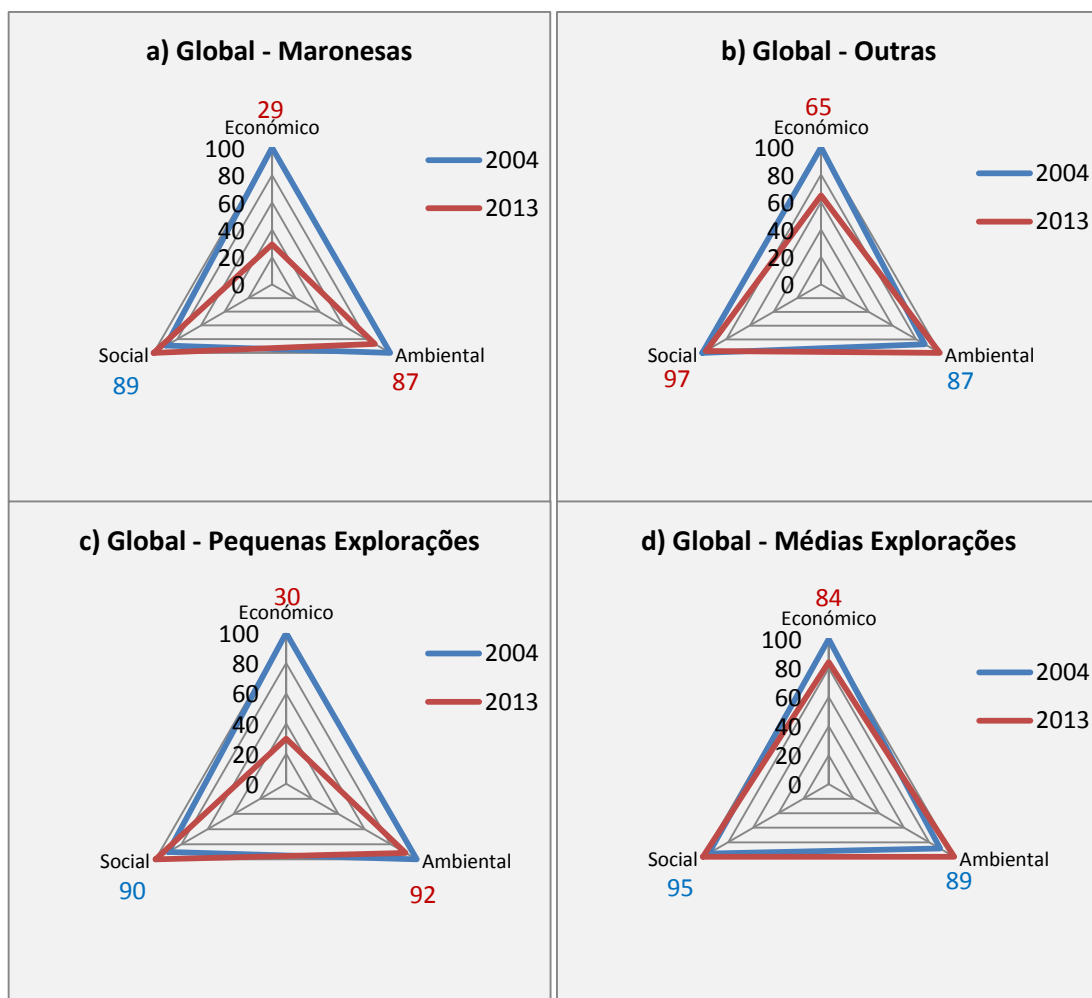 a) Global - Maronesas
29
Económico
100
80
60
40
20
0
2004
2013
Social
Ambiental
89
87
b) Global - Outras
65
Económico
100
80
60
40
20
0
2004
2013
Social
Ambiental
97
87
c) Global - Pequenas Explorações
30
Económico
100
80
60
40
20
0
2004
2013
Social
Ambiental
90
92
d) Global - Médias Explorações
84
Económico
100
80
60
40
20
0
2004
2013
Social
Ambiental
95
89